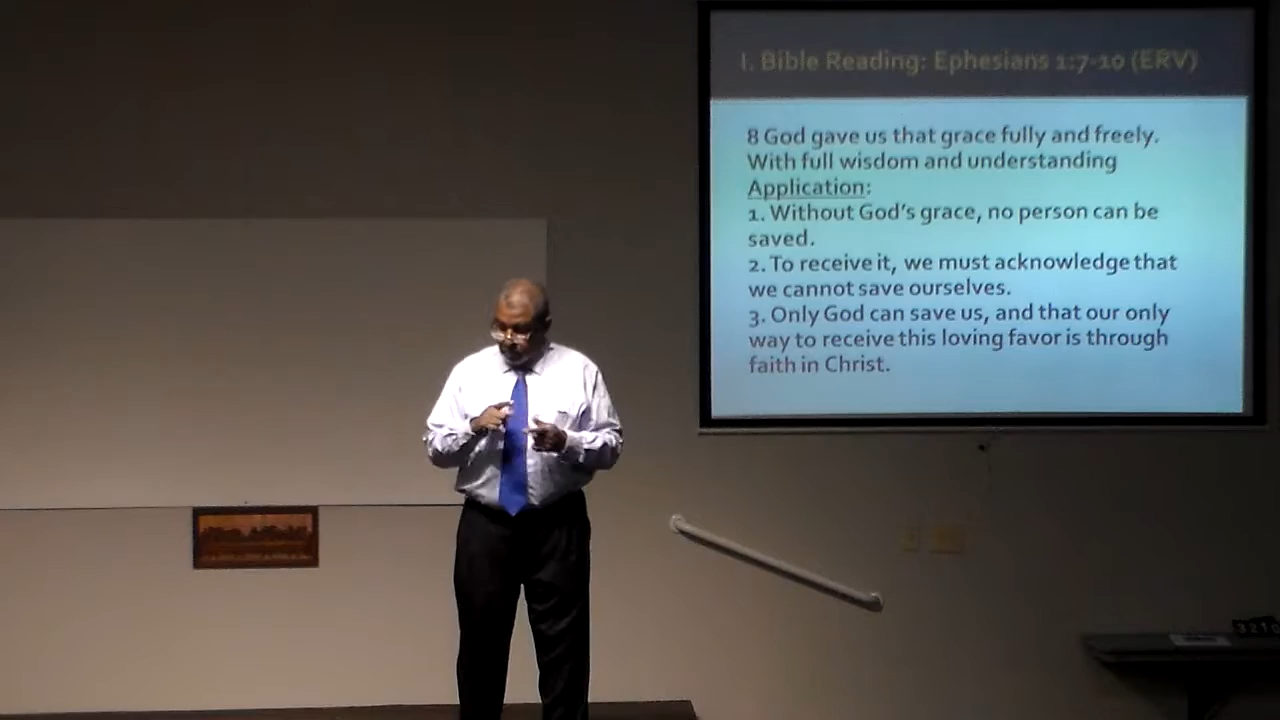 I. Bible Reading: Ephesians 1:7-10 (ERV)
8 God gave us that grace fully and freely.
With full wisdom and understanding
Application:
1. Without God's grace, no person can be
saved.
2. To receive it, we must acknowledge that
we cannot save ourselves.
3. Only God can save us, and that our only
way to receive this loving favor is through
faith in Christ.